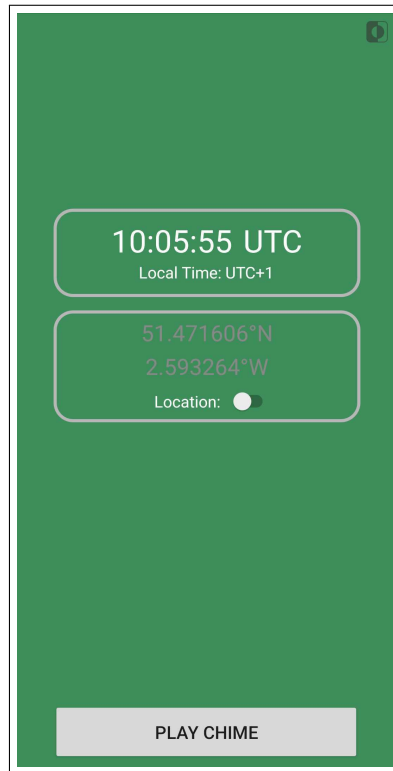 10:05:55 UTC
Local Time: UTC+1
51.471606°N
2.593264°W
Location:
PLAY CHIME